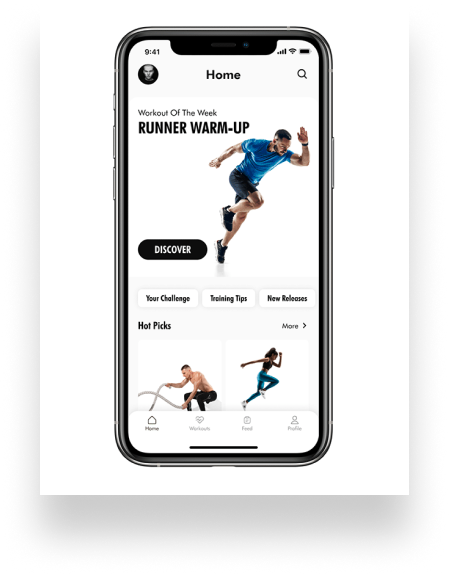 9:41
Home
Workout Of The Week
RUNNER WARM-UP
DISCOVER
Your Challenge Training Tips New Releases
Hot Picks More
Home Workouts Feed Profile